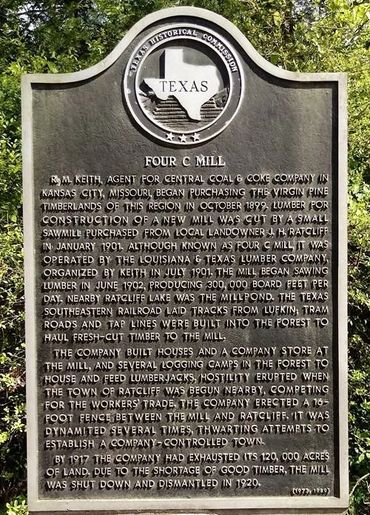 TEXAS HISTORICAL COMMISSION
TEXAS
FOUR C MILL
R. M. KEITH, AGENT FOR CENTRAL COAL & COKE COMPANY IN
KANSAS CITY, MISSOURI, BEGAN PURCHASING THE VIRGIN PINE
TIMBERLANDS OF THIS REGION IN OCTOBER 1899. LUMBER FOR
CONSTRUCTION OF A NEW MILL WAS CUT BY A SMALL
SAWMILL PURCHASED FROM LOCAL LANDOWNER J. H. RATCLIFF
IN JANUARY 1901. ALTHOUGH KNOWN AS FOUR C MILL, IT WAS
OPERATED BY THE LOUISIANA & TEXAS LUMBER COMPANY,
ORGANIZED BY KEITH IN JULY 1901. THE MILL BEGAN SAWING
LUMBER IN JUNE 1902, PRODUCING 300,000 BOARD FEET PER
DAY. NEARBY RATCLIFF LAKE WAS THE MILLPOND. THE TEXAS
SOUTHEASTERN RAILROAD LAID TRACKS FROM LUFKIN; TRAM
ROADS AND TAP LINES WERE BUILT INTO THE FOREST TO
HAUL FRESH-CUT TIMBER TO THE MILL.
THE COMPANY BUILT HOUSES AND A COMPANY STORE AT
THE MILL, AND SEVERAL LOGGING CAMPS IN THE FOREST TO
HOUSE AND FEED LUMBERJACKS. HOSTILITY ERUPTED WHEN
THE TOWN OF RATCLIFF WAS BEGUN NEARBY, COMPETING
FOR THE WORKERS' TRADE. THE COMPANY ERECTED A 16-
FOOT FENCE BETWEEN THE MILL AND RATCLIFF. IT WAS
DYNAMITED SEVERAL TIMES, THWARTING ATTEMPTS TO
ESTABLISH A COMPANY-CONTROLLED TOWN.
BY 1917 THE COMPANY HAD EXHAUSTED ITS 120,000 ACRES
OF LAND. DUE TO THE SHORTAGE OF GOOD TIMBER, THE MILL
WAS SHUT DOWN AND DISMANTLED IN 1920.
(1973, 1989)